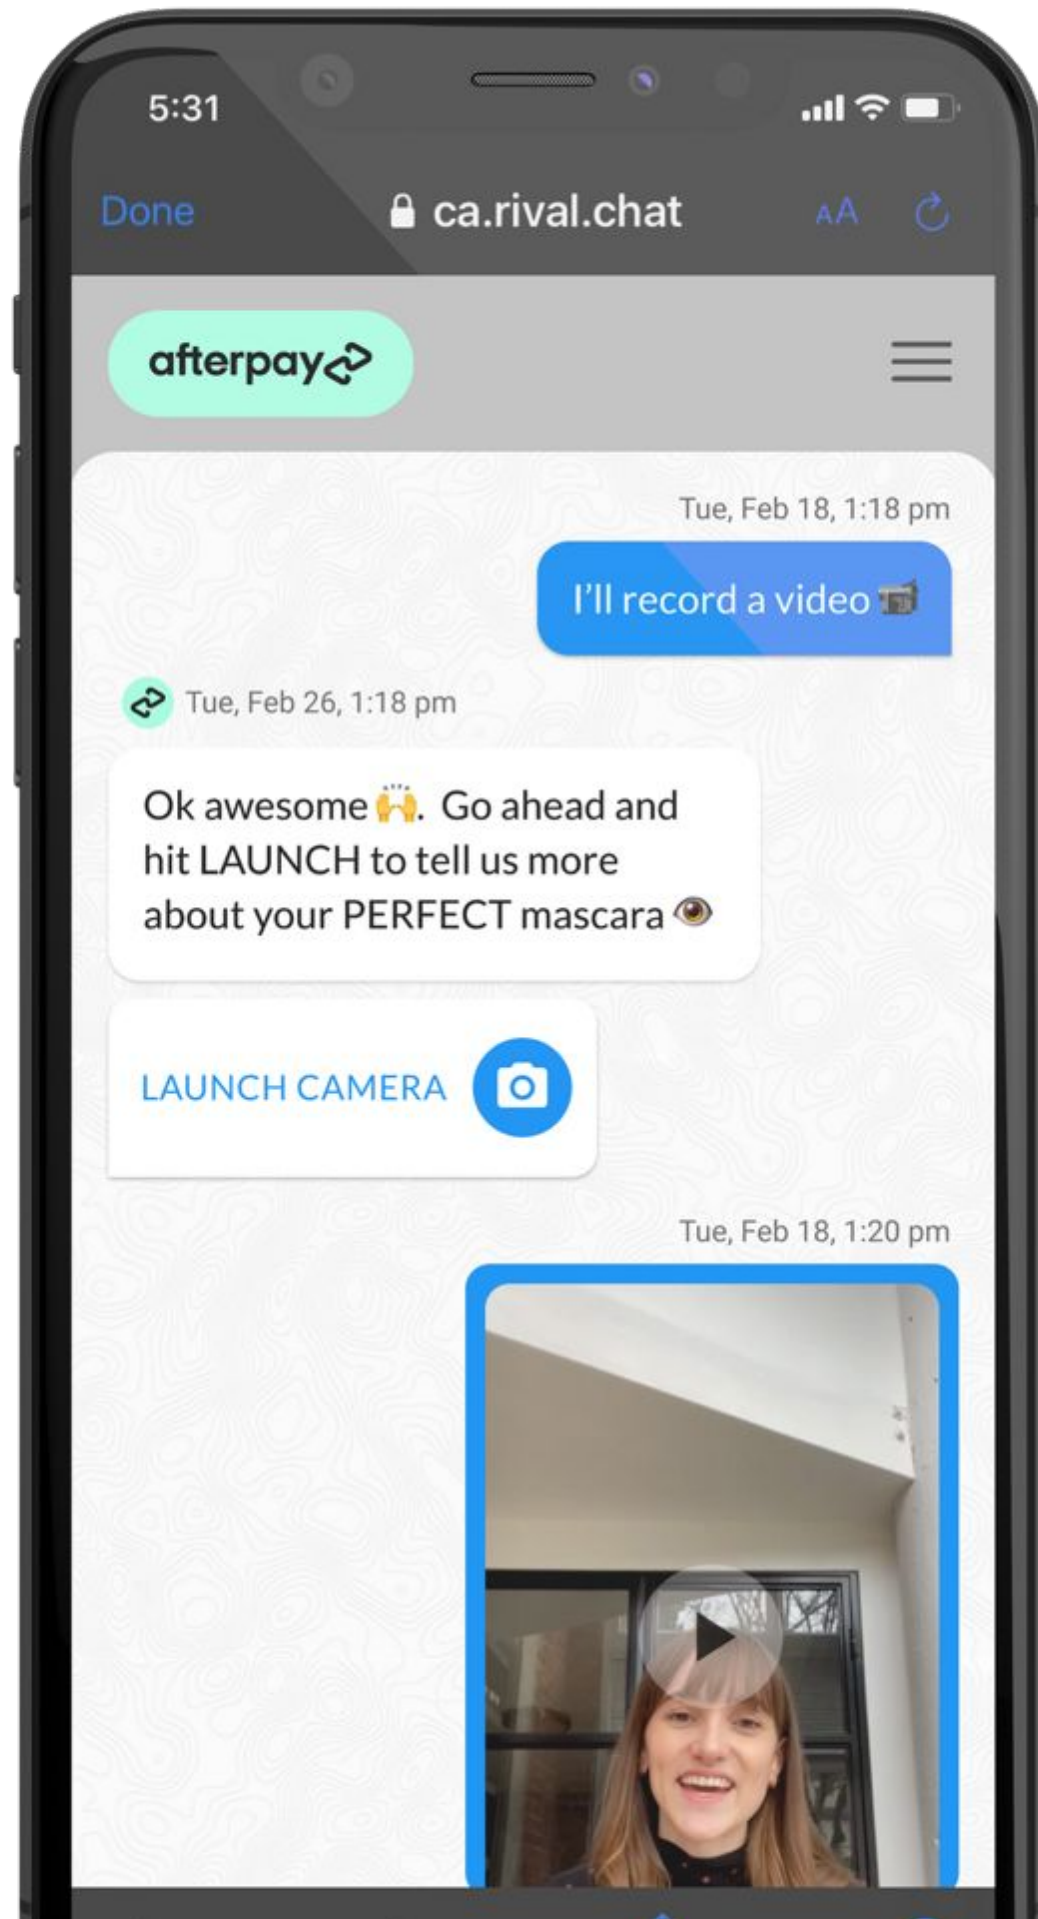 5:31
Done
ca.rival.chat
AA
afterpay
Tue, Feb 18, 1:18 pm
I'll record a video 📹
Tue, Feb 26, 1:18 pm
Ok awesome 🙌. Go ahead and
hit LAUNCH to tell us more
about your PERFECT mascara 👁️
LAUNCH CAMERA
Tue, Feb 18, 1:20 pm